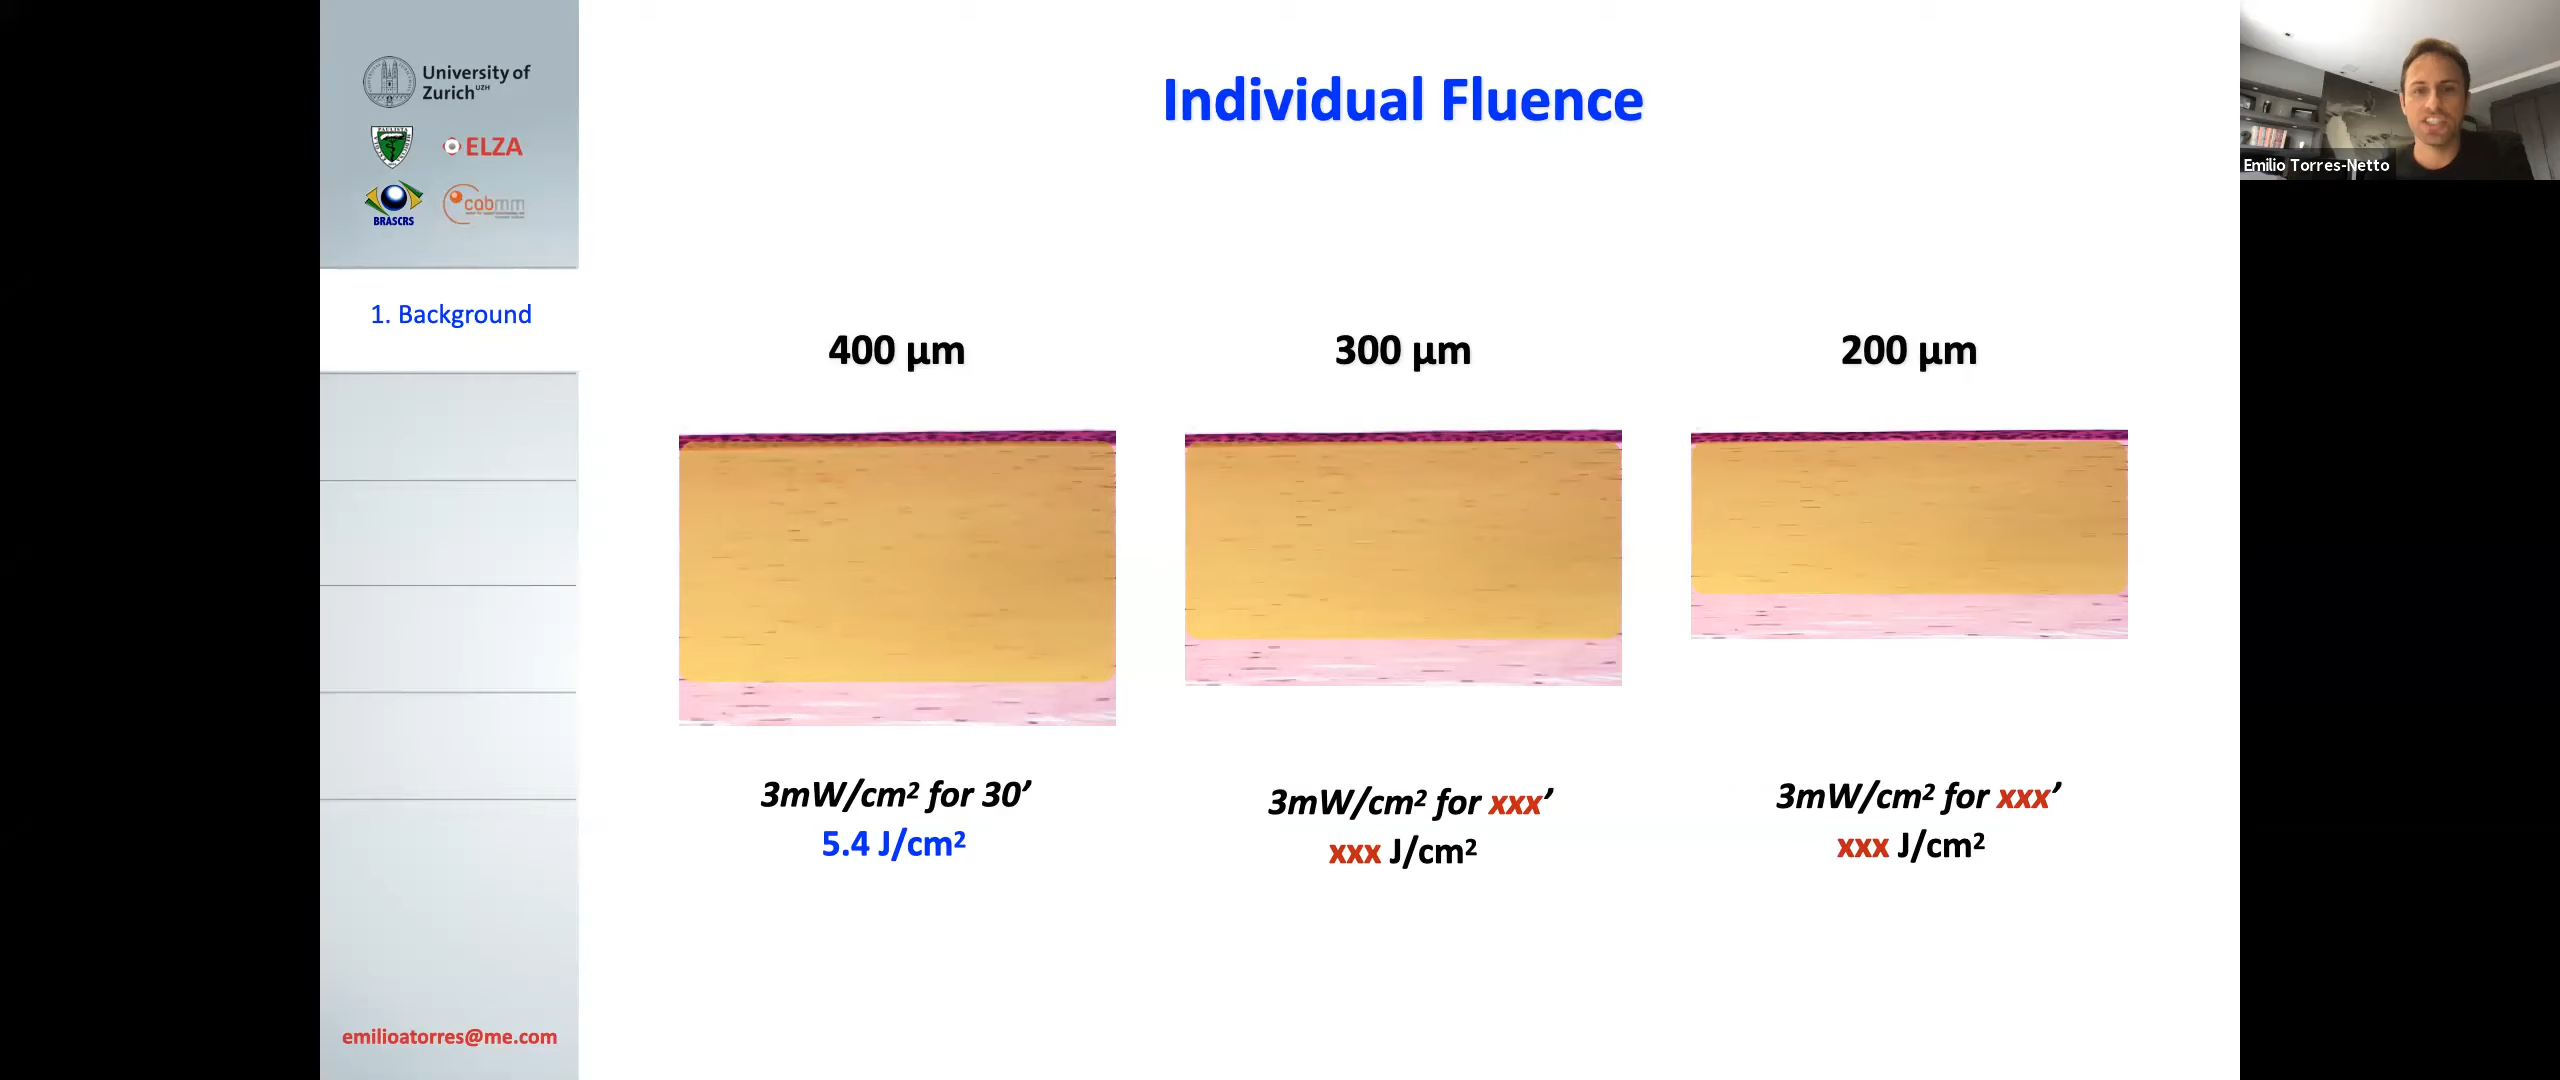 University of
Zurich UZH
ELZA
BRASCRS
cabmm
1. Background
emilioatorres@me.com
Individual Fluence
400 µm
300 µm
200 µm
3mW/cm² for 30’
5.4 J/cm²
3mW/cm² for xxx’
xxx J/cm²
3mW/cm² for xxx’
xxx J/cm²
Emilio Torres-Netto